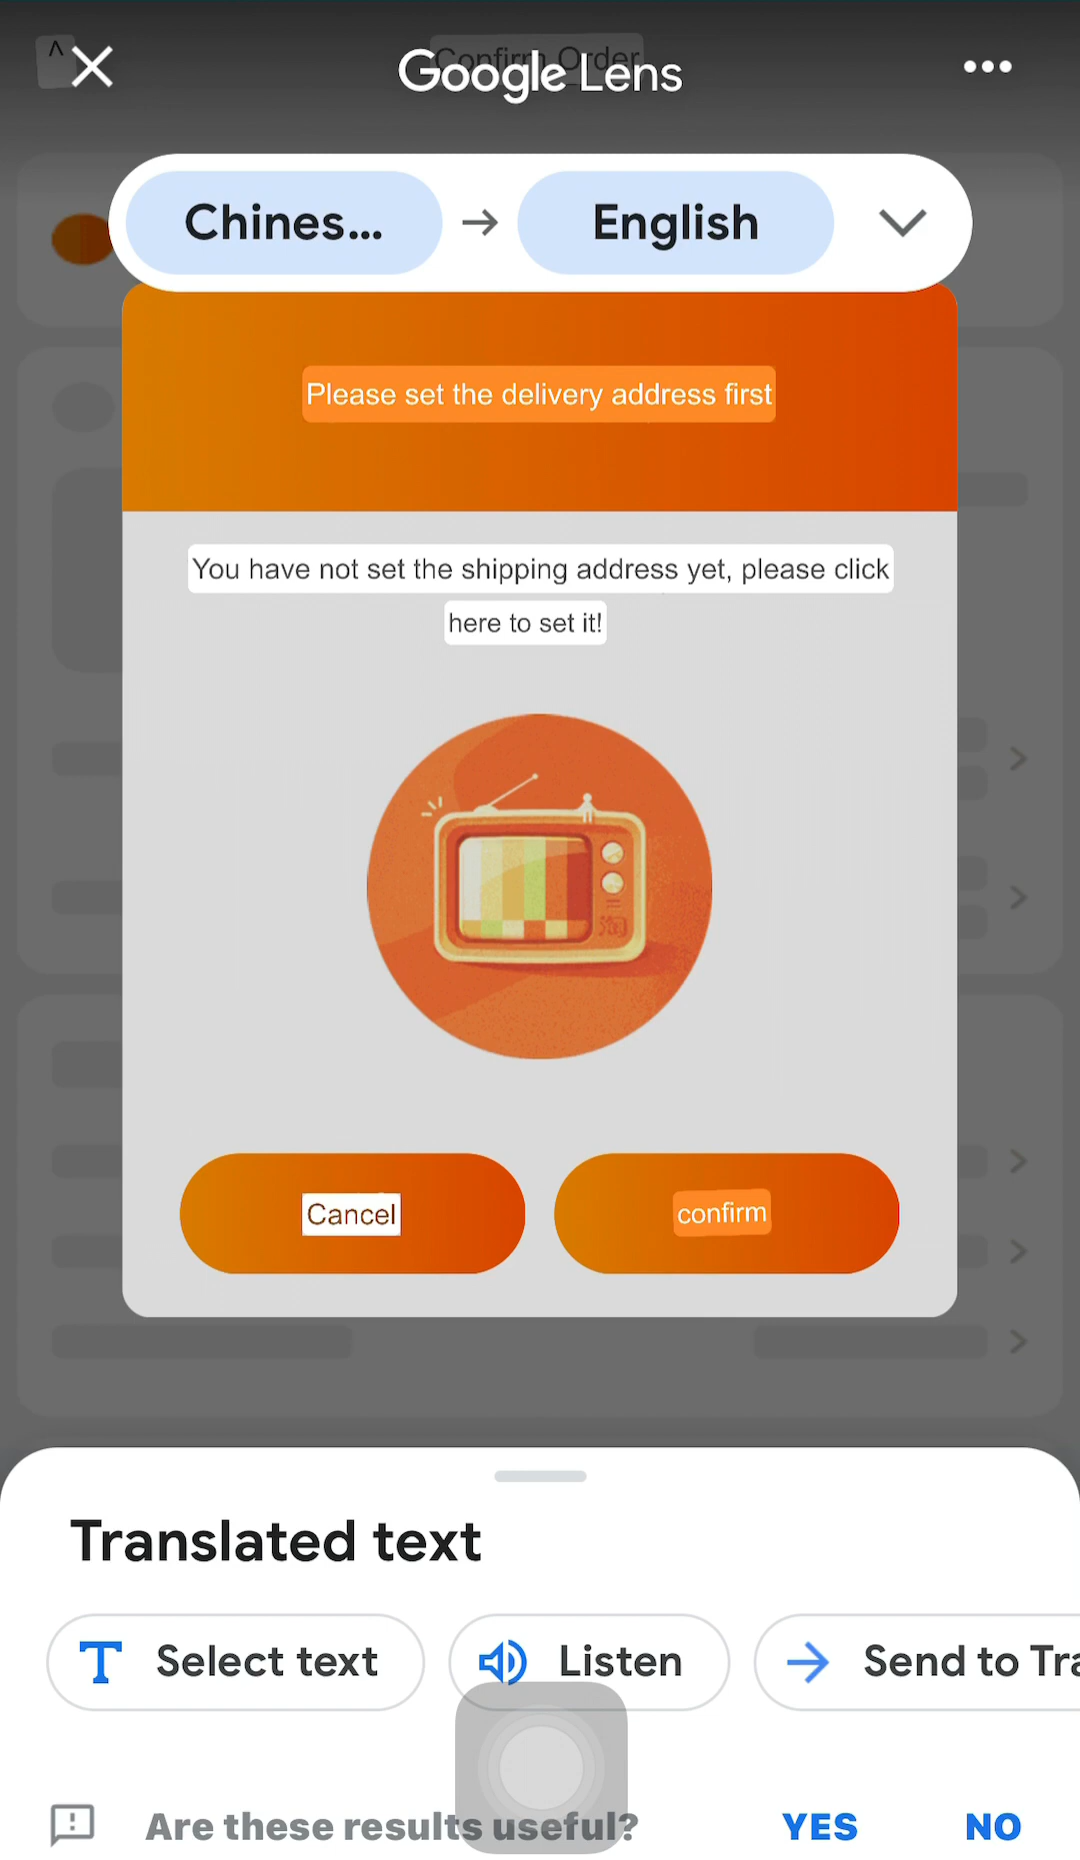 ^
Confirm Order
Google Lens
Chines...
English
Please set the delivery address first
You have not set the shipping address yet, please click
here to set it!
Cancel
confirm
Translated text
Select text
Listen
Send to Tra
Are these results useful?
YES
NO